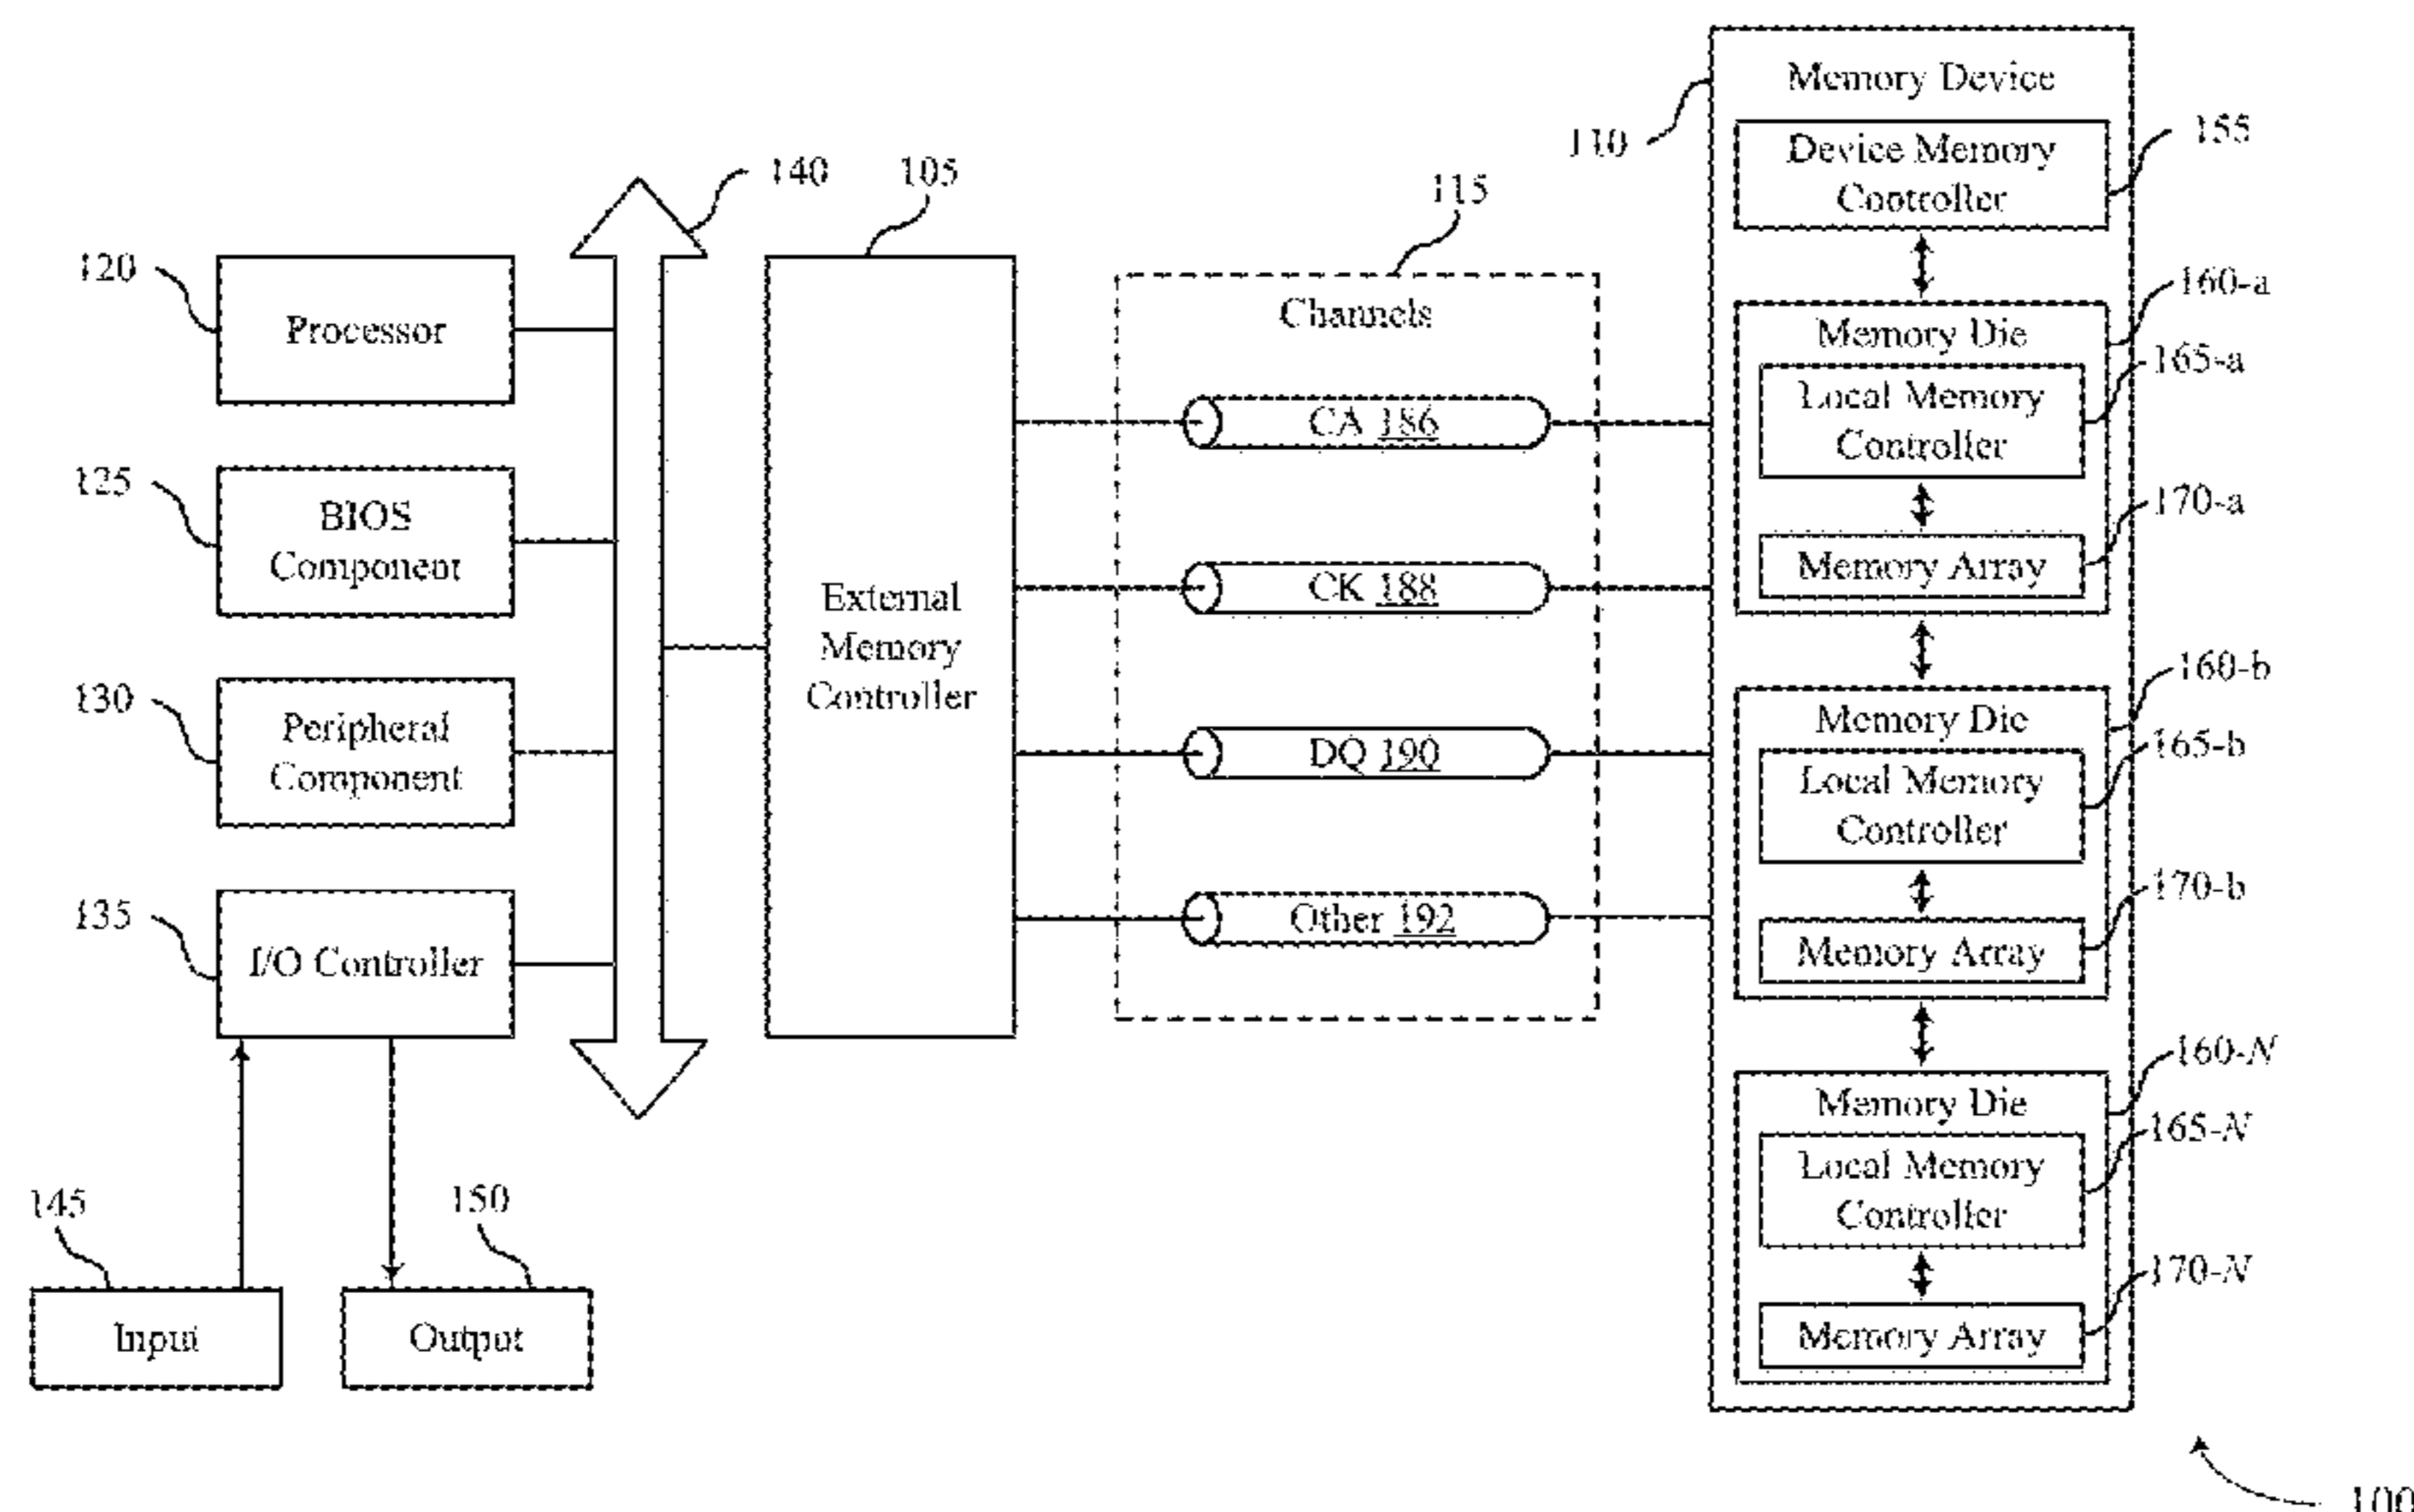 Memory Device
110
Device Memory
Controller
155
140
105
115
120
Processor
Channels
160-a
Memory Die
165-a
Local Memory
Controller
CA 186
125
BIOS
Component
170-a
Memory Array
CK 188
External
Memory
Controller
160-b
130
Peripheral
Component
Memory Die
165-b
DQ 190
Local Memory
Controller
135
I/O Controller
Other 192
170-b
Memory Array
160-N
Memory Die
165-N
Local Memory
Controller
145
150
170-N
Input
Output
Memory Array
100